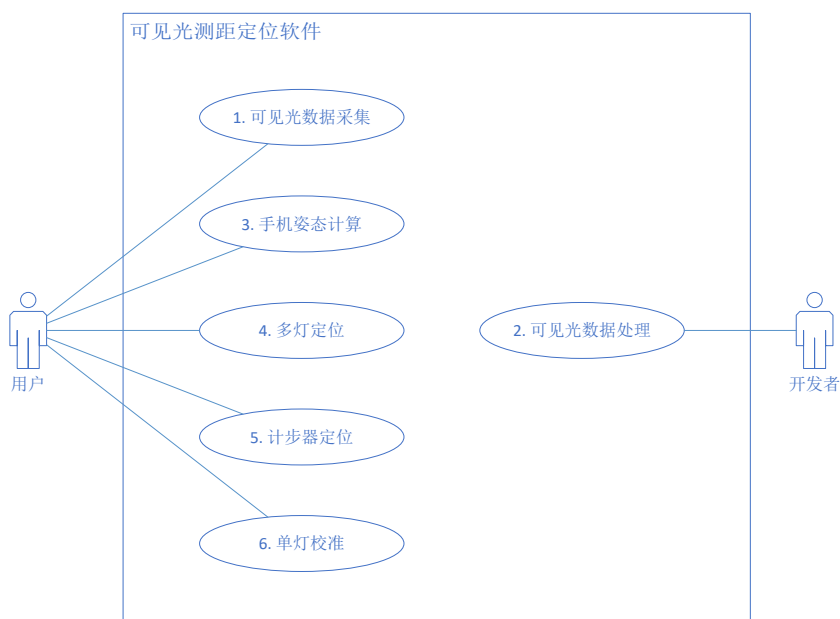 可见光测距定位软件
1. 可见光数据采集
3. 手机姿态计算
4. 多灯定位
2. 可见光数据处理
用户
开发者
5. 计步器定位
6. 单灯校准